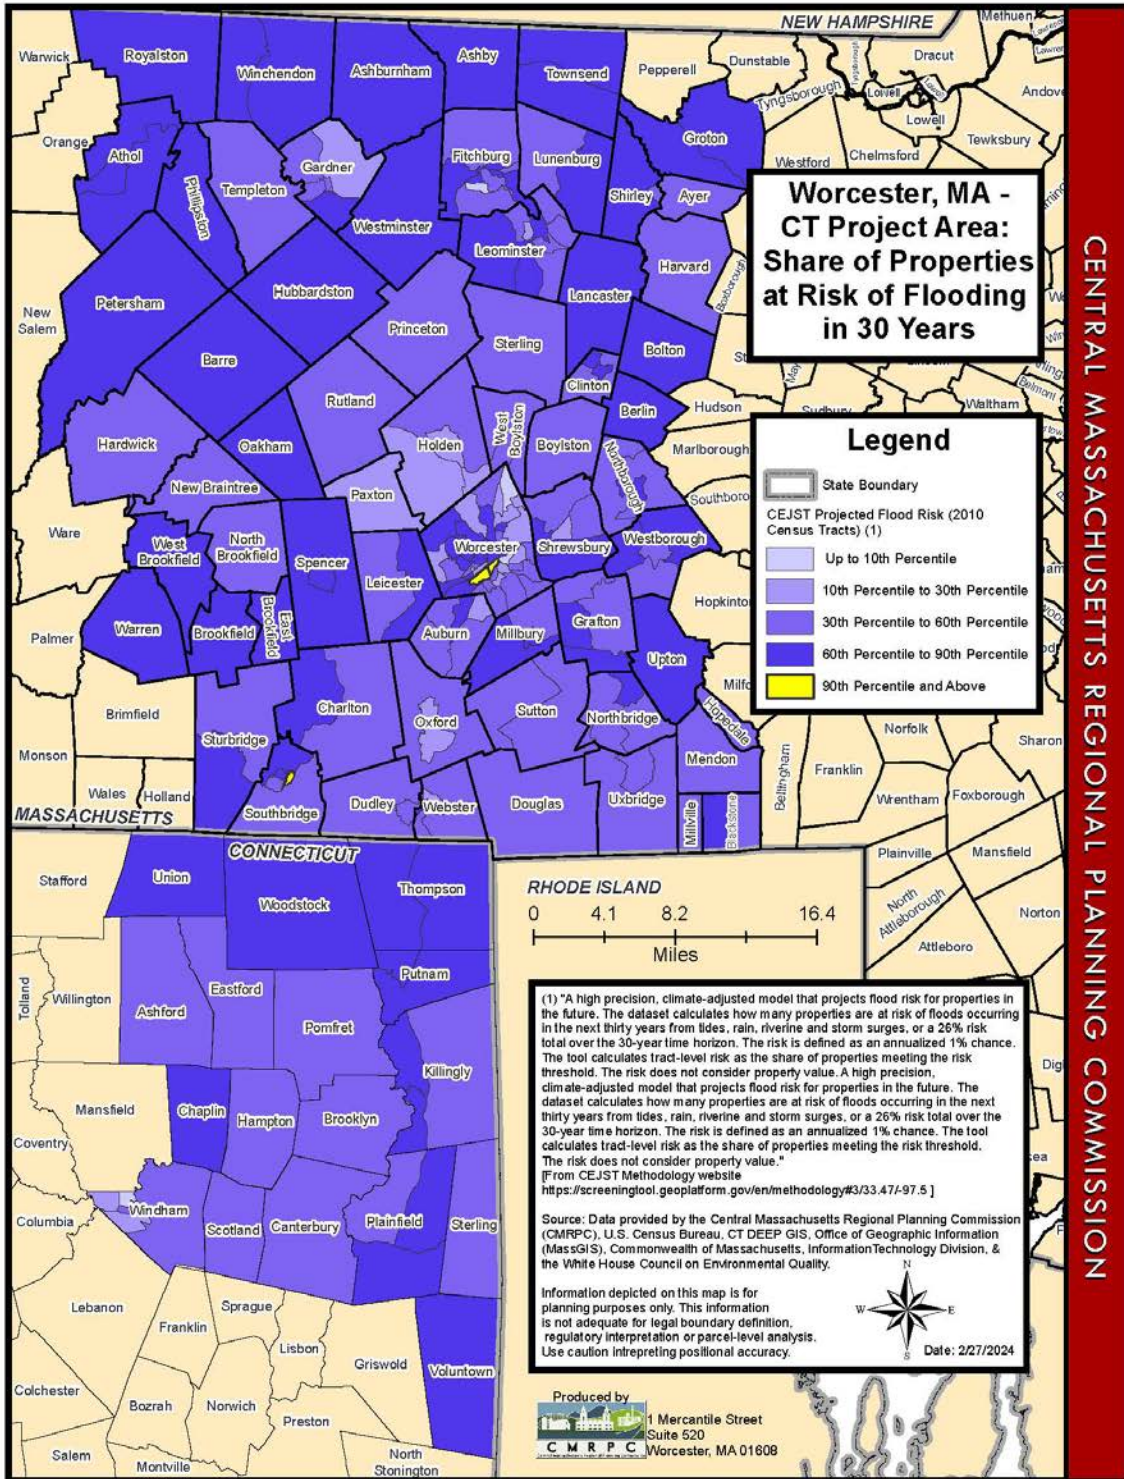 NEW HAMPSHIRE
Methuen
Warwick
Royalston
Winchendon
Ashburnham
Ashby
Townsend
Pepperell
Dunstable
Tyngsborough
Tyngsborough
Dracut
Lowell
Lowell
Lowell
Andove
Orange
Athol
Phillipston
Templeton
Gardner
Westminster
Fitchburg
Lunenburg
Shirley
Ayer
Groton
Westford
Chelmsford
Tewksbury
Worcester, MA -
CT Project Area:
Share of Properties
at Risk of Flooding
in 30 Years
New
Salem
Petersham
Hubbardston
Barre
Princeton
Leominster
Sterling
Lancaster
Harvard
Boxborough
Bolton
Clinton
Berlin
Hudson
Sudbury
Waltham
Belmont
Marlborough
Southboro
Hardwick
Oakham
Rutland
Holden
West
Boylston
Boylston
Northborough
Ware
New Braintree
Paxton
West
Brookfield
North
Brookfield
Spencer
Leicester
Worcester
Shrewsbury
Westborough
Hopkinto
Palmer
Warren
Brookfield
East
Brookfield
Auburn
Millbury
Grafton
Upton
Milfo
Legend
State Boundary
CEJST Projected Flood Risk (2010
Census Tracts) (1)
Up to 10th Percentile
10th Percentile to 30th Percentile
30th Percentile to 60th Percentile
60th Percentile to 90th Percentile
90th Percentile and Above
Brimfield
Monson
Wales
Holland
Sturbridge
Charlton
Southbridge
Oxford
Dudley
Webster
Sutton
Douglas
Northbridge
Uxbridge
Hopedale
Mendon
Millville
Blackstone
Bellingham
Franklin
Norfolk
Wrentham
Foxborough
Sharon
Plainville
Mansfield
North
Attleborough
Attleboro
Norton
MASSACHUSETTS
CONNECTICUT
RHODE ISLAND
0 4.1 8.2 16.4
Miles
Stafford
Union
Woodstock
Thompson
Putnam
Tolland
Willington
Ashford
Eastford
Pomfret
Killingly
Mansfield
Coventry
Chaplin
Hampton
Brooklyn
Columbia
Windham
Scotland
Canterbury
Plainfield
Sterling
Lebanon
Franklin
Sprague
Lisbon
Griswold
Voluntown
Colchester
Bozrah
Norwich
Preston
Salem
Montville
North
Stonington
(1) "A high precision, climate-adjusted model that projects flood risk for properties in
the future. The dataset calculates how many properties are at risk of floods occurring
in the next thirty years from tides, rain, riverine and storm surges, or a 26% risk
total over the 30-year time horizon. The risk is defined as an annualized 1% chance.
The tool calculates tract-level risk as the share of properties meeting the risk
threshold. The risk does not consider property value. A high precision,
climate-adjusted model that projects flood risk for properties in the future. The
dataset calculates how many properties are at risk of floods occurring in the next
thirty years from tides, rain, riverine and storm surges, or a 26% risk total over the
30-year time horizon. The risk is defined as an annualized 1% chance. The tool
calculates tract-level risk as the share of properties meeting the risk threshold.
The risk does not consider property value."
[From CEJST Methodology website
https://screeningtool.geoplatform.gov/en/methodology#3/33.47/-97.5 ]
Source: Data provided by the Central Massachusetts Regional Planning Commission
(CMRPC), U.S. Census Bureau, CT DEEP GIS, Office of Geographic Information
(MassGIS), Commonwealth of Massachusetts, InformationTechnology Division, &
the White House Council on Environmental Quality.
Information depicted on this map is for
planning purposes only. This information
is not adequate for legal boundary definition,
regulatory interpretation or parcel-level analysis.
Use caution intrepreting positional accuracy.
N
W E
S
Date: 2/27/2024
Produced by
CMRPC
1 Mercantile Street
Suite 520
Worcester, MA 01608
CENTRAL MASSACHUSETTS REGIONAL PLANNING COMMISSION